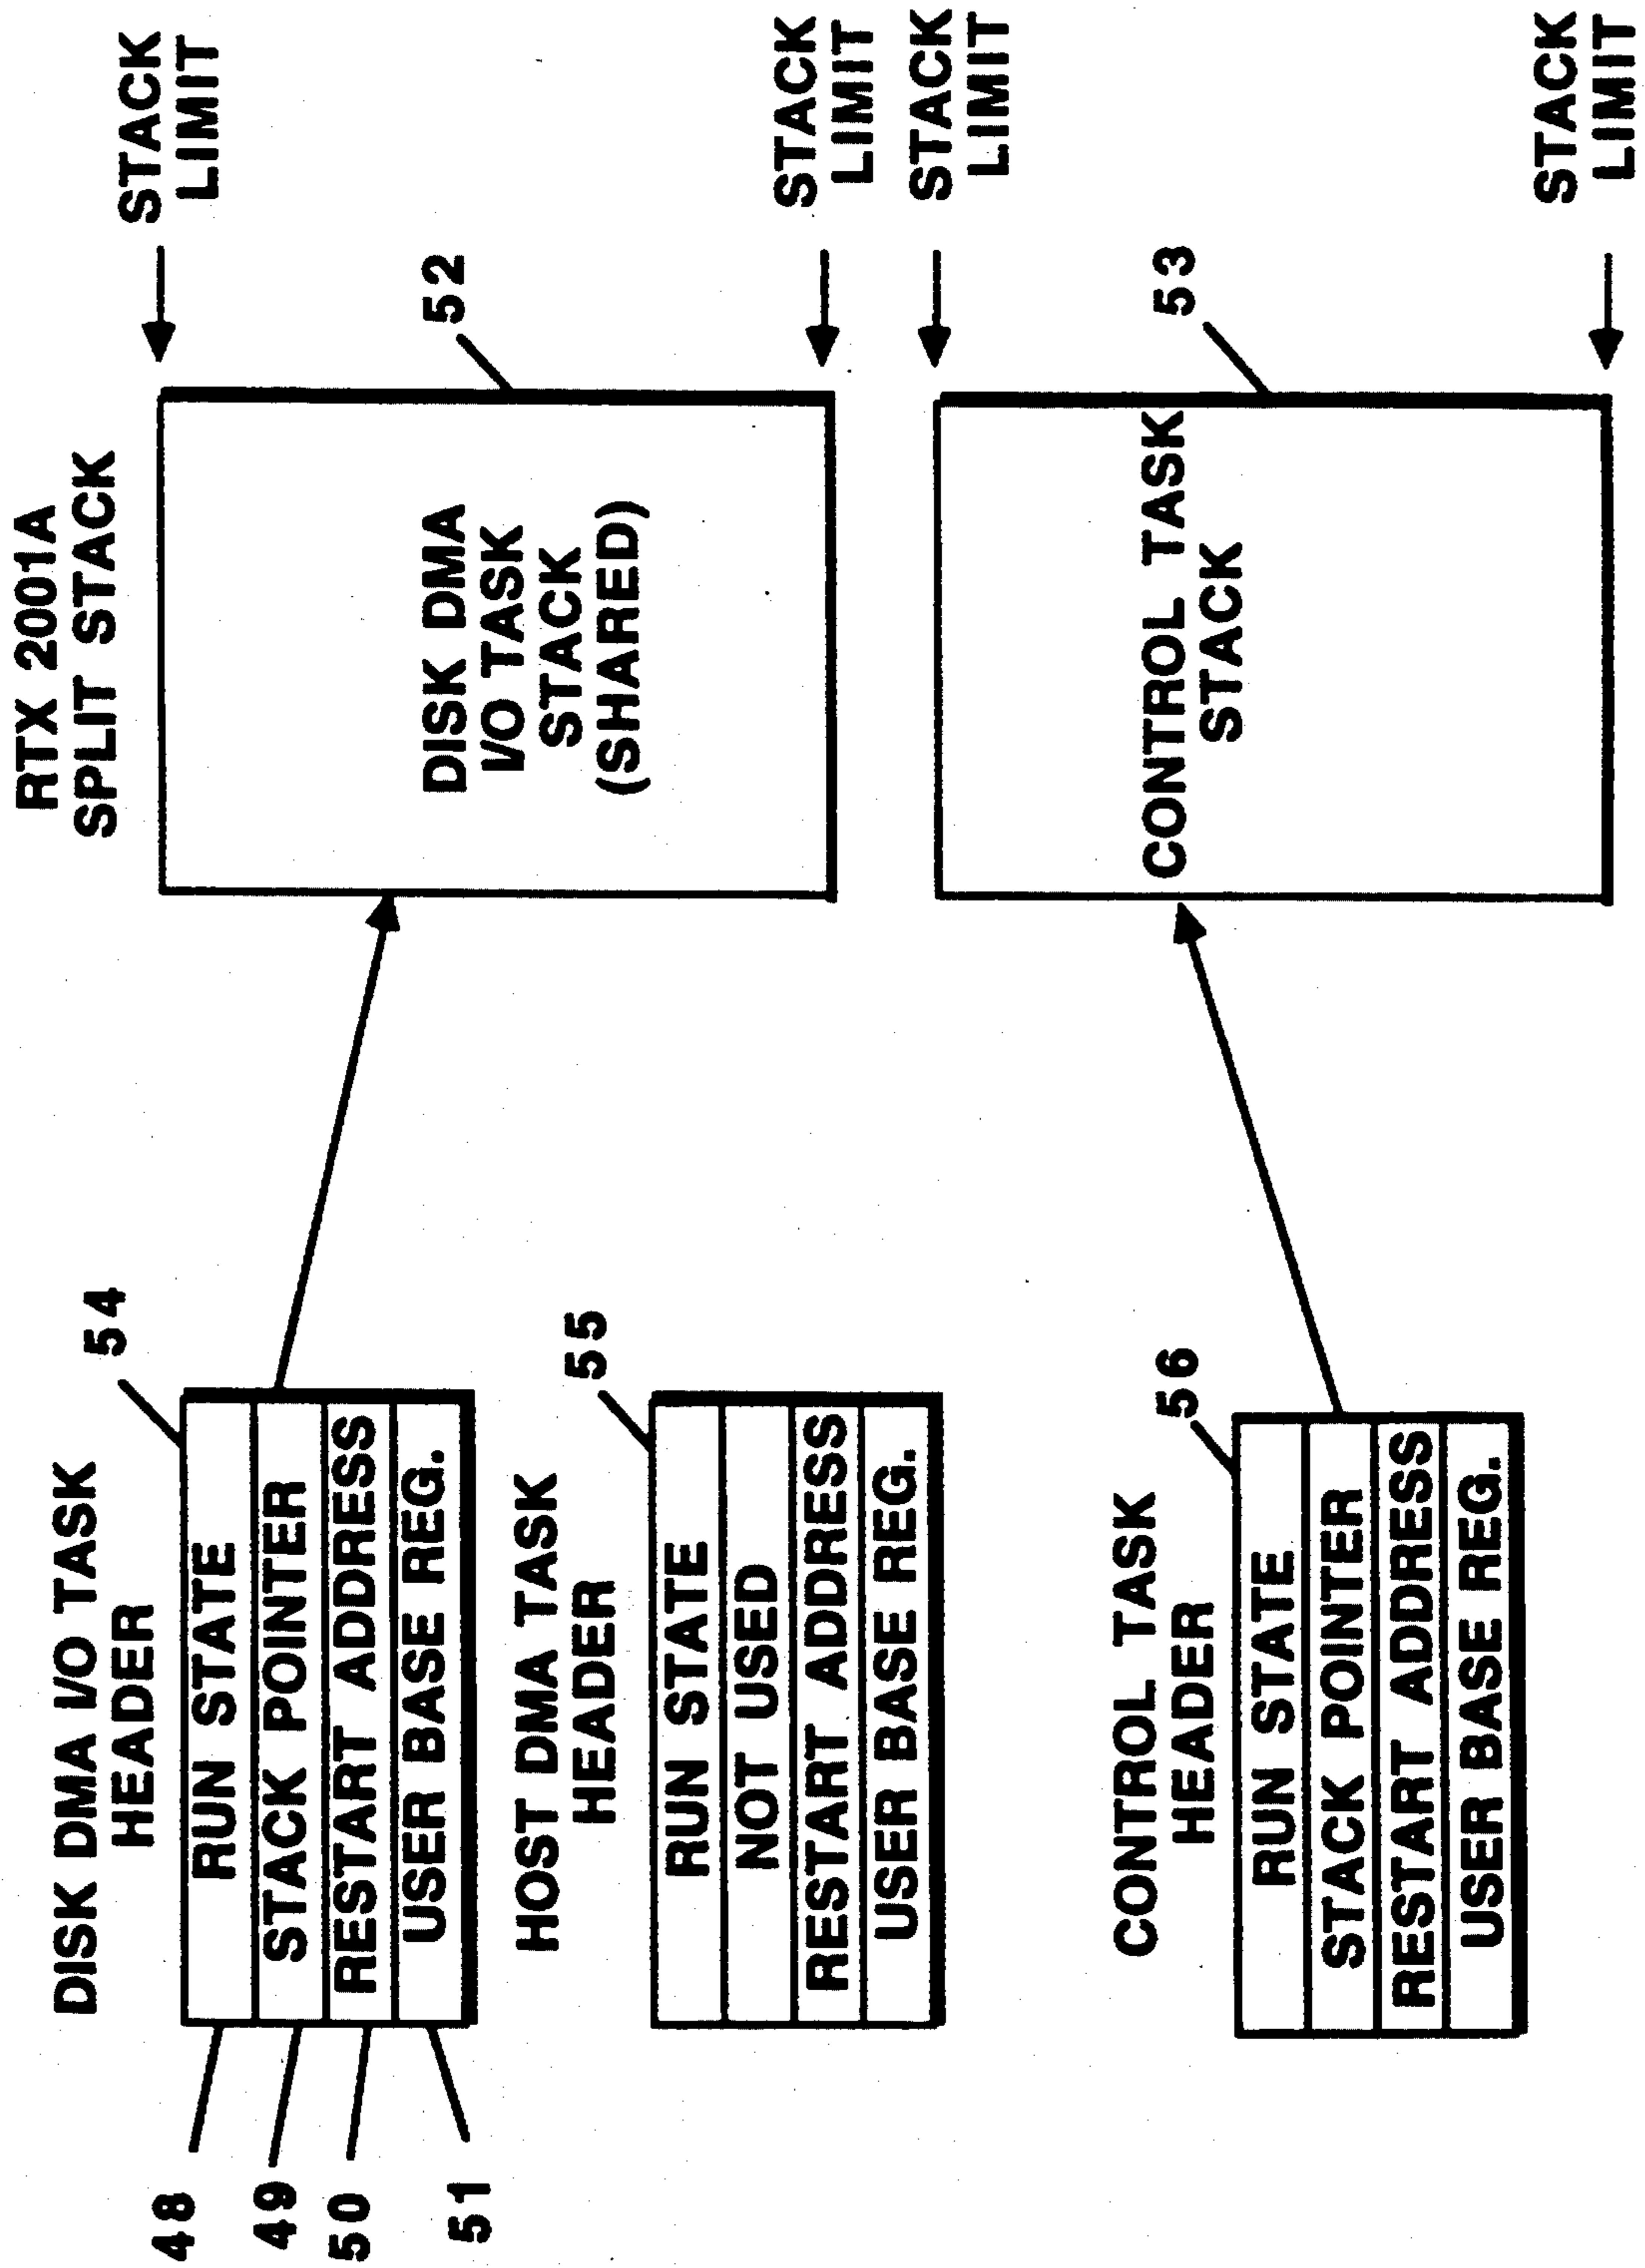 DISK DMA I/O TASK
HEADER
54
48
RUN STATE
49
STACK POINTER
50
RESTART ADDRESS
51
USER BASE REG.
HOST DMA TASK
HEADER
55
RUN STATE
NOT USED
RESTART ADDRESS
USER BASE REG.
CONTROL TASK
HEADER
56
RUN STATE
STACK POINTER
RESTART ADDRESS
USER BASE REG.
RTX 2001A
SPLIT STACK
STACK
LIMIT
52
DISK DMA
I/O TASK
STACK
(SHARED)
STACK
LIMIT
STACK
LIMIT
53
CONTROL TASK
STACK
STACK
LIMIT